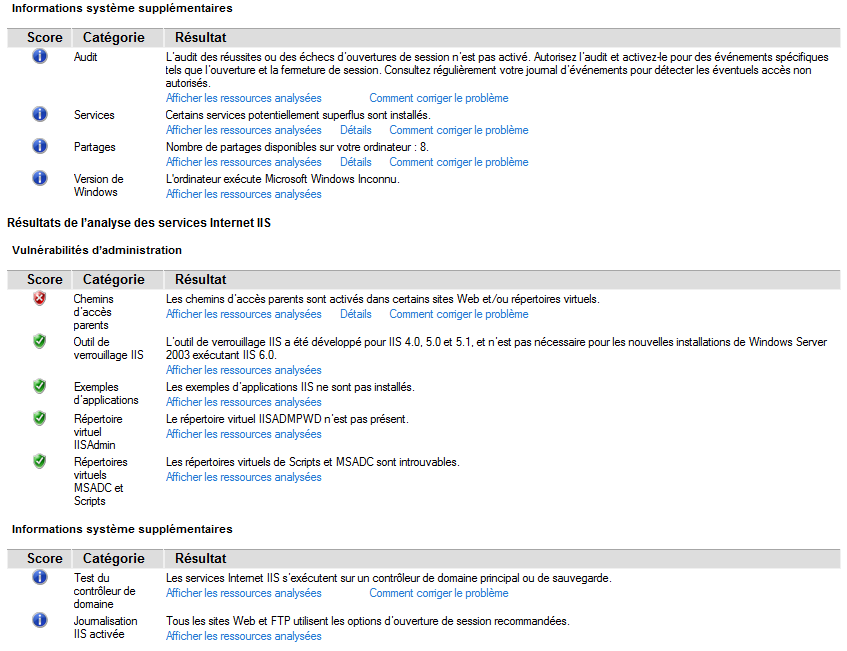 Informations système supplémentaires
Score Catégorie Résultat
Audit L'audit des réussites ou des échecs d'ouvertures de session n'est pas activé. Autorisez l'audit et activez-le pour des événements spécifiques
tels que l'ouverture et la fermeture de session. Consultez régulièrement votre journal d'événements pour détecter les éventuels accès non
autorisés.
Afficher les ressources analysées Comment corriger le problème
Services Certains services potentiellement superflus sont installés.
Afficher les ressources analysées Détails Comment corriger le problème
Partages Nombre de partages disponibles sur votre ordinateur : 8.
Afficher les ressources analysées Détails Comment corriger le problème
Version de L'ordinateur exécute Microsoft Windows Inconnu.
Windows Afficher les ressources analysées
Résultats de l'analyse des services Internet IIS
Vulnérabilités d'administration
Score Catégorie Résultat
Chemins Les chemins d'accès parents sont activés dans certains sites Web et/ou répertoires virtuels.
d'accès Afficher les ressources analysées Détails Comment corriger le problème
parents
Outil de L'outil de verrouillage IIS a été développé pour IIS 4.0, 5.0 et 5.1, et n'est pas nécessaire pour les nouvelles installations de Windows Server
verrouillage IIS 2003 exécutant IIS 6.0.
Afficher les ressources analysées
Exemples Les exemples d'applications IIS ne sont pas installés.
d'applications Afficher les ressources analysées
Répertoire Le répertoire virtuel IISADMPWD n'est pas présent.
virtuel Afficher les ressources analysées
IISAdmin
Répertoires Les répertoires virtuels de Scripts et MSADC sont introuvables.
virtuels Afficher les ressources analysées
MSADC et
Scripts
Informations système supplémentaires
Score Catégorie Résultat
Test du Les services Internet IIS s'exécutent sur un contrôleur de domaine principal ou de sauvegarde.
contrôleur de Afficher les ressources analysées Comment corriger le problème
domaine
Journalisation Tous les sites Web et FTP utilisent les options d'ouverture de session recommandées.
IIS activée Afficher les ressources analysées